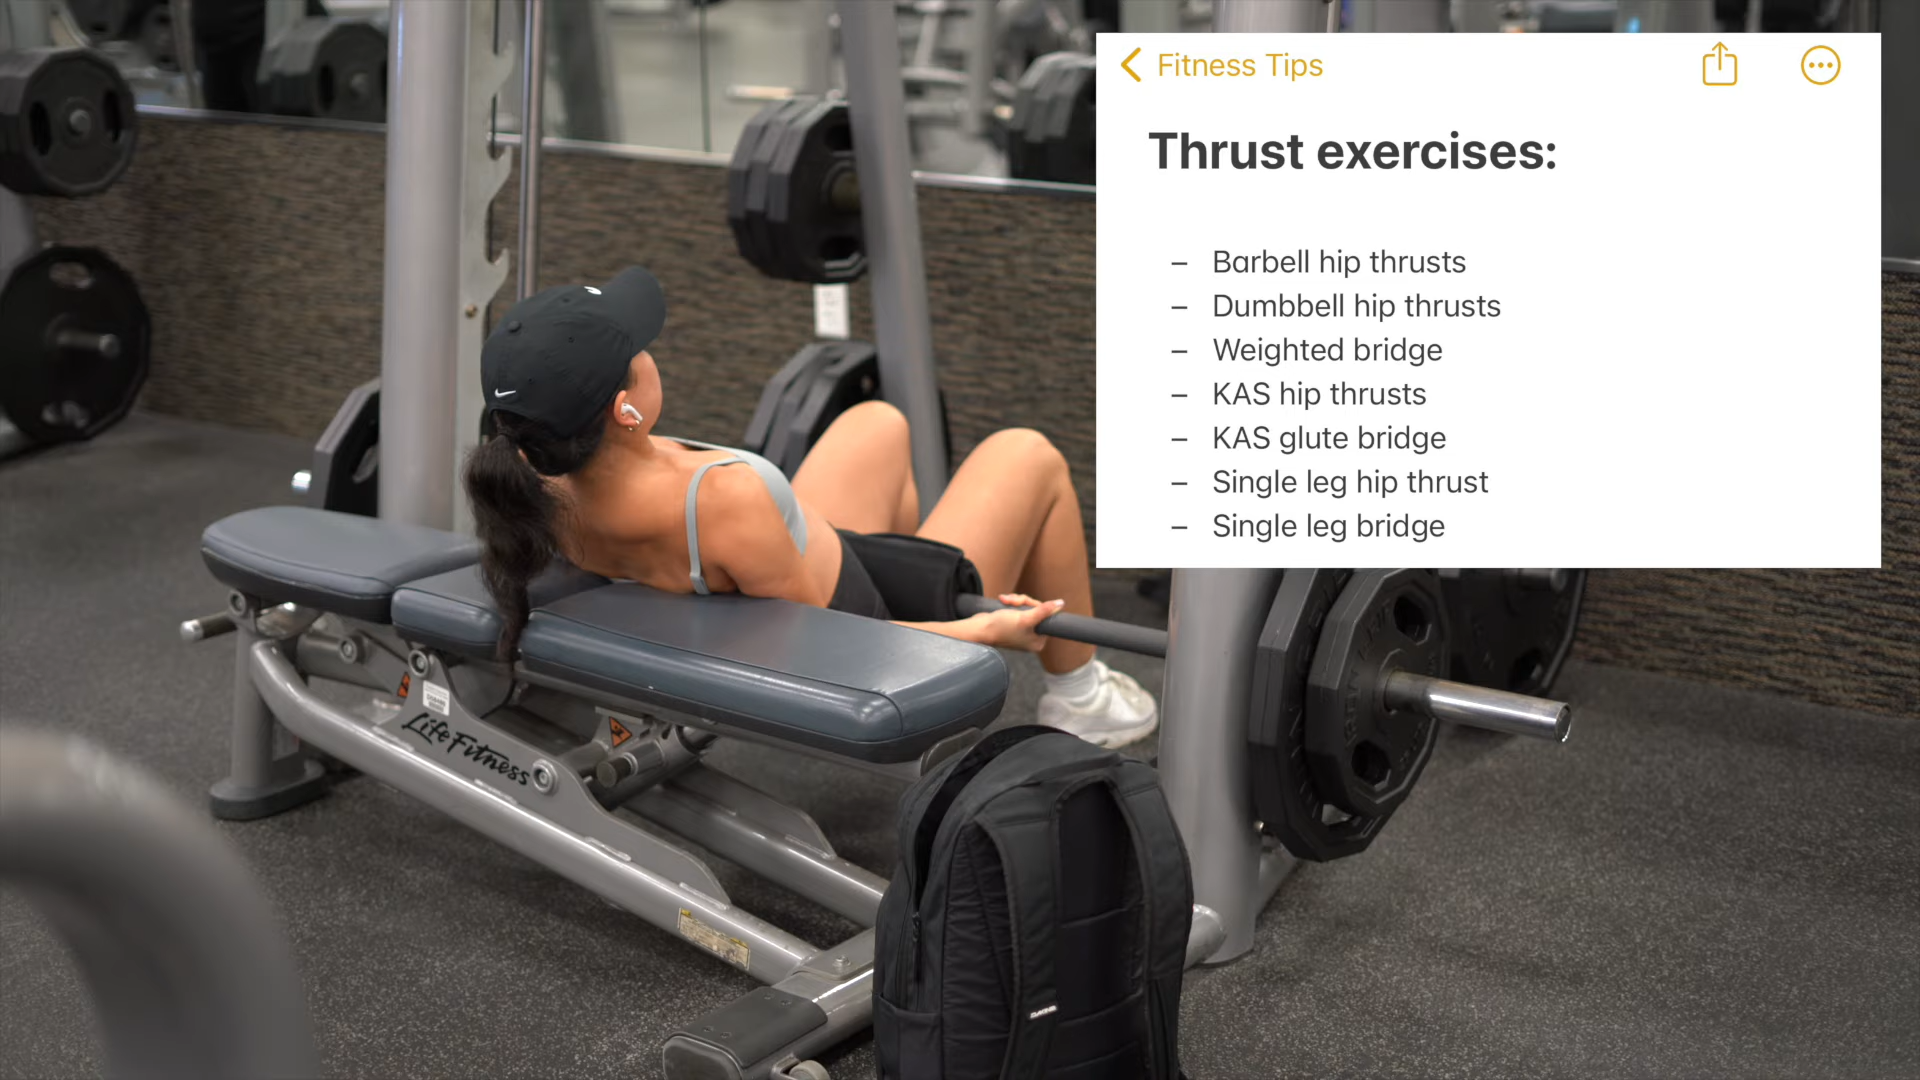 Fitness Tips
Thrust exercises:
– Barbell hip thrusts
– Dumbbell hip thrusts
– Weighted bridge
– KAS hip thrusts
– KAS glute bridge
– Single leg hip thrust
– Single leg bridge
Life Fitness
DAKINE